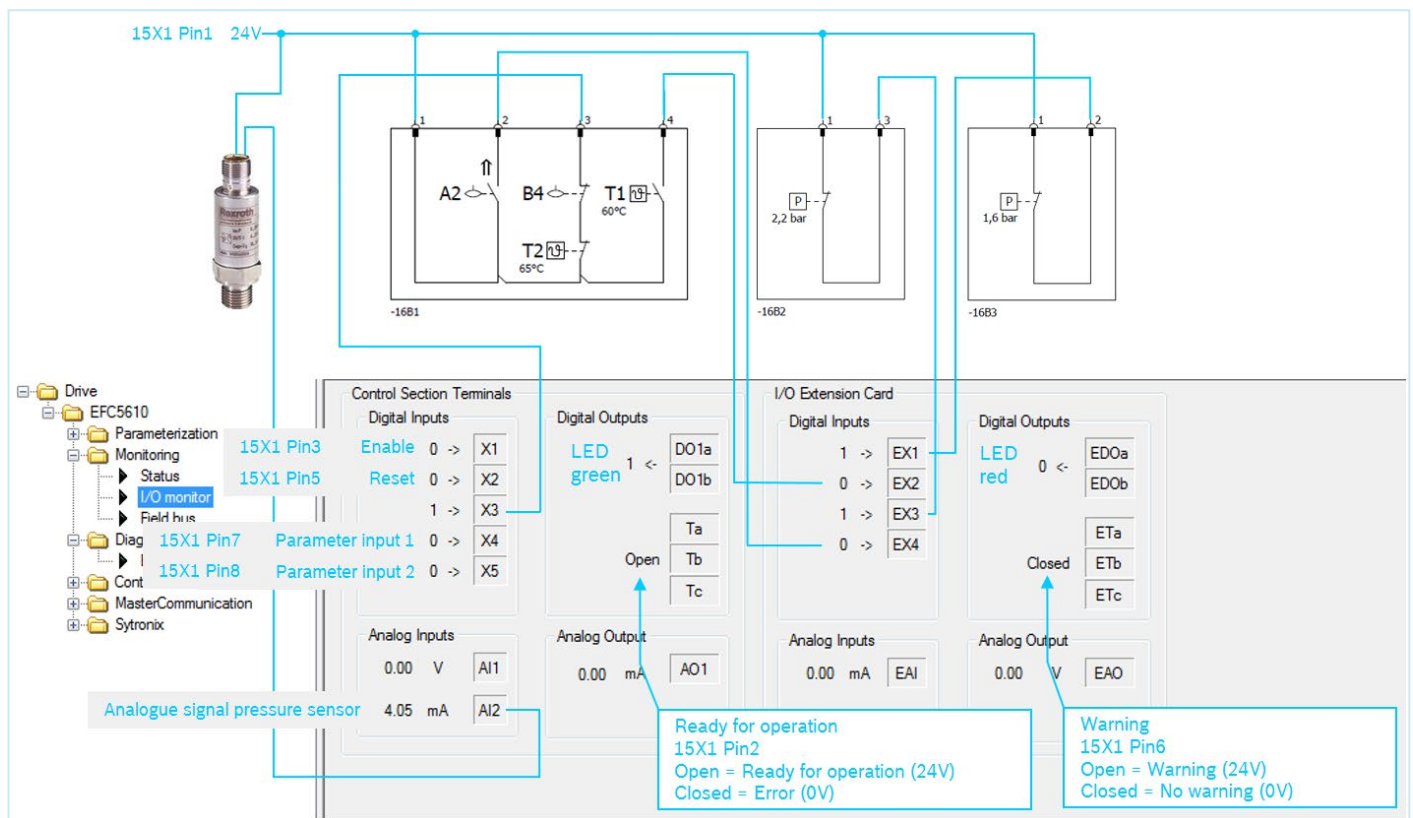 15X1 Pin1 24V
1 2 3 4
1 3
1 2
A2 B4 T1
60°C
T2
65°C
P
2,2 bar
P
1,6 bar
Rexroth
-16B1
-16B2
-16B3
Drive
EFC5610
Parameterization
Monitoring
Status
I/O monitor
Field bus
Diag
Cont
MasterCommunication
Sytronix
Control Section Terminals
Digital Inputs
15X1 Pin3 Enable 0 -> X1
15X1 Pin5 Reset 0 -> X2
1 -> X3
15X1 Pin7 Parameter input 1 0 -> X4
15X1 Pin8 Parameter input 2 0 -> X5
Digital Outputs
LED
green
1 <-
DO1a
DO1b
Ta
Open Tb
Tc
Analog Inputs
0.00 V AI1
Analogue signal pressure sensor 4.05 mA AI2
Analog Output
0.00 mA AO1
I/O Extension Card
Digital Inputs
1 -> EX1
0 -> EX2
1 -> EX3
0 -> EX4
Digital Outputs
LED
red
0 <-
EDOa
EDOb
ETa
Closed ETb
ETc
Analog Inputs
0.00 mA EAI
Analog Output
0.00 V EAO
Ready for operation
15X1 Pin2
Open = Ready for operation (24V)
Closed = Error (0V)
Warning
15X1 Pin6
Open = Warning (24V)
Closed = No warning (0V)